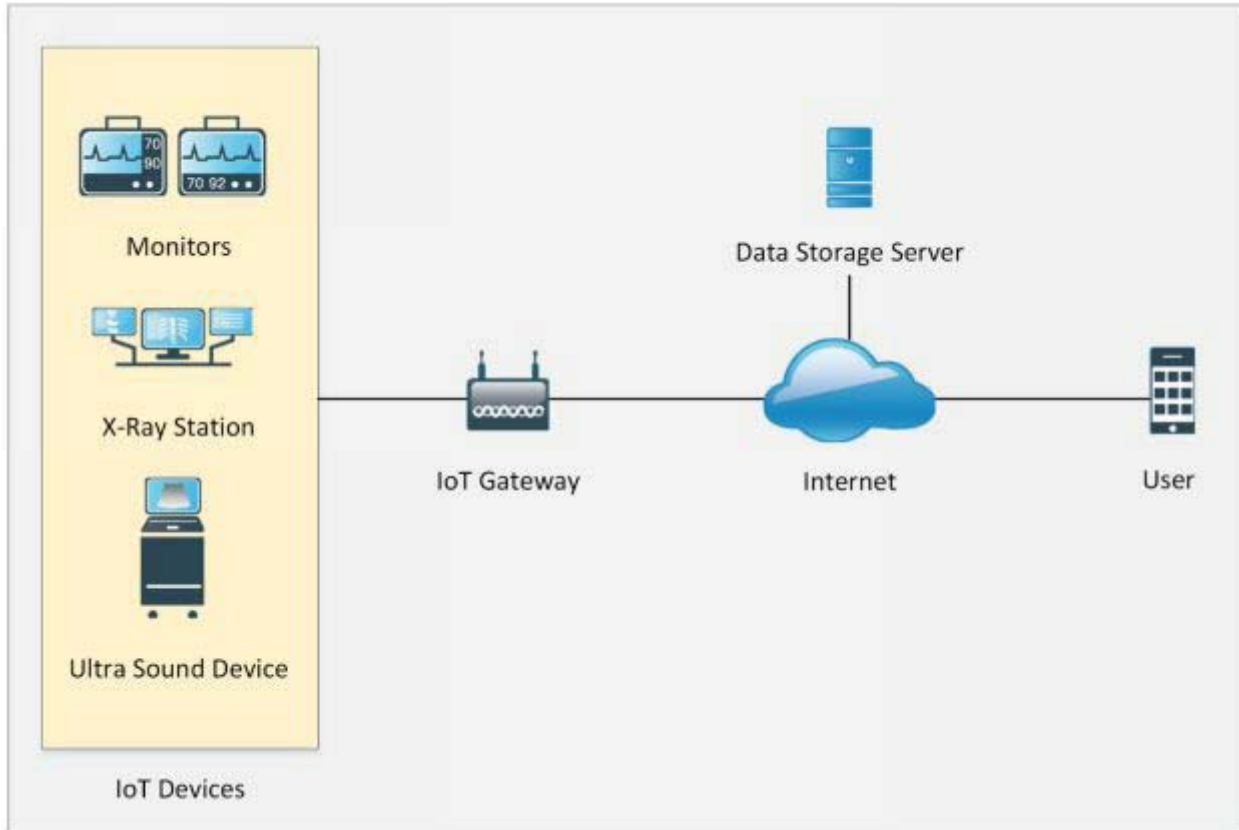 70
90
70 92
Monitors
X-Ray Station
Ultra Sound Device
IoT Devices
IoT Gateway
Data Storage Server
Internet
User